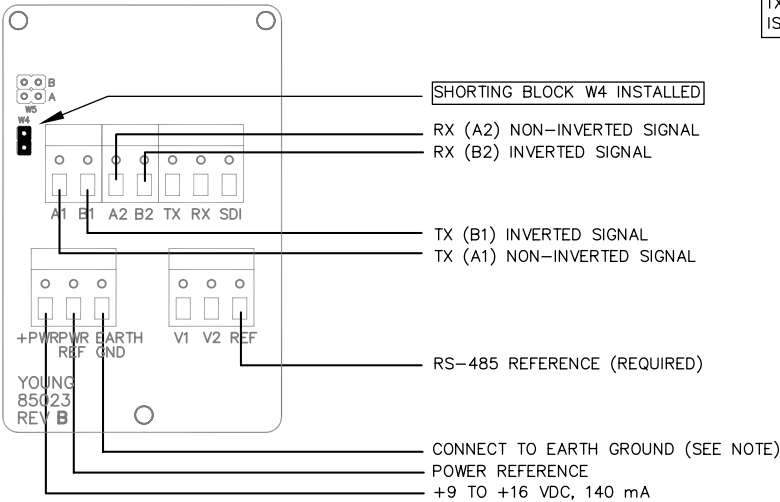 TX
IS
B
A
W5
W4
SHORTING BLOCK W4 INSTALLED
RX (A2) NON-INVERTED SIGNAL
RX (B2) INVERTED SIGNAL
A1 B1 A2 B2 TX RX SDI
TX (B1) INVERTED SIGNAL
TX (A1) NON-INVERTED SIGNAL
+PWR PWR EARTH V1 V2 REF
REF GND
RS-485 REFERENCE (REQUIRED)
YOUNG
85023
REV B
CONNECT TO EARTH GROUND (SEE NOTE)
POWER REFERENCE
+9 TO +16 VDC, 140 mA